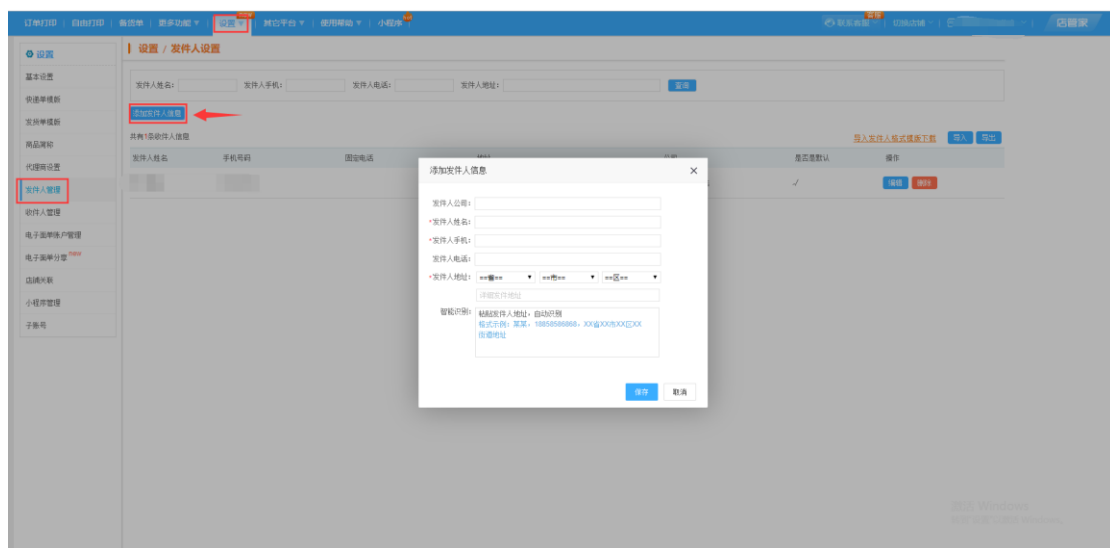 订单打印 | 自由打印 | 备货单 | 更多功能 ▼ | 设置 ▼ | 其它平台 ▼ | 使用帮助 ▼ | 小程序 联系客服 | 切换店铺 | 店管家
设置
基本设置
快递单模版
发货单模版
商品简称
代理商设置
发件人管理
收件人管理
电子面单账户管理
电子面单分享
店铺关联
小程序管理
子账号
设置 / 发件人设置
发件人姓名： 发件人手机： 发件人电话： 发件人地址： 查询
添加发件人信息
共有1条收件人信息 导入发件人格式模版下载 导入 导出
发件人姓名 手机号码 固定电话 是否是默认 操作
√ 编辑 删除
添加发件人信息 ×
发件人公司：
*发件人姓名：
*发件人手机：
发件人电话：
*发件人地址： ==省== ▼ ==市== ▼ ==区== ▼
详细发件地址
智能识别： 粘贴发件人地址，自动识别
格式示例：某某，18858586868，XX省XX市XX区XX
街道地址
保存 取消
激活 Windows